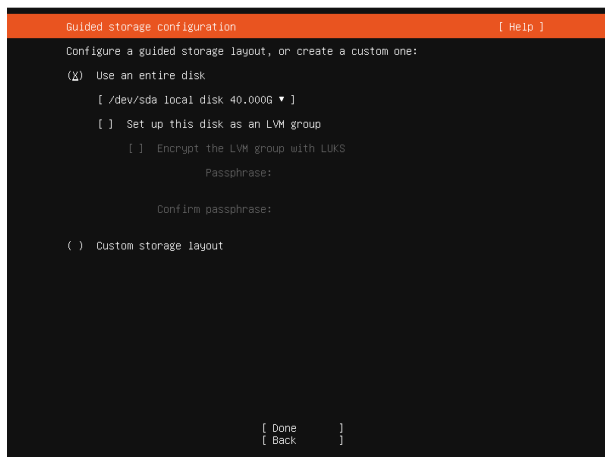 Guided storage configuration [ Help ]
Configure a guided storage layout, or create a custom one:
(X) Use an entire disk
[ /dev/sda local disk 40.000G ▾ ]
[ ] Set up this disk as an LVM group
[ ] Encrypt the LVM group with LUKS
Passphrase:
Confirm passphrase:
( ) Custom storage layout
[ Done ]
[ Back ]